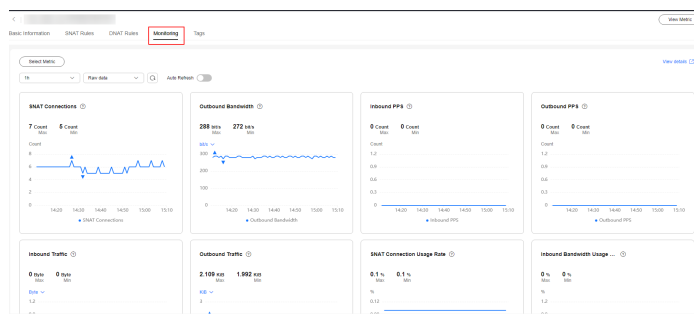 View Metric
Basic Information SNAT Rules DNAT Rules Monitoring Tags
Select Metric View details
1h Raw data Auto Refresh
SNAT Connections Outbound Bandwidth Inbound PPS Outbound PPS
7 Count 5 Count 288 bit/s 272 bit/s 0 Count 0 Count 0 Count 0 Count
Max Min Max Min Max Min Max Min
Count bit/s Count Count
8 300 1.2 1.2
6 200 0.9 0.9
4 100 0.6 0.6
2 0.3 0.3
0 0 0 0
14:20 14:30 14:40 14:50 15:00 15:10 14:20 14:30 14:40 14:50 15:00 15:10 14:20 14:30 14:40 14:50 15:00 15:10 14:20 14:30 14:40 14:50 15:00 15:10
SNAT Connections Outbound Bandwidth Inbound PPS Outbound PPS
Inbound Traffic Outbound Traffic SNAT Connection Usage Rate Inbound Bandwidth Usage ...
0 Byte 0 Byte 2.109 KiB 1.992 KiB 0.1 % 0.1 % 0 % 0 %
Max Min Max Min Max Min Max Min
Byte KiB % %
1.2 2 0.12 1.2